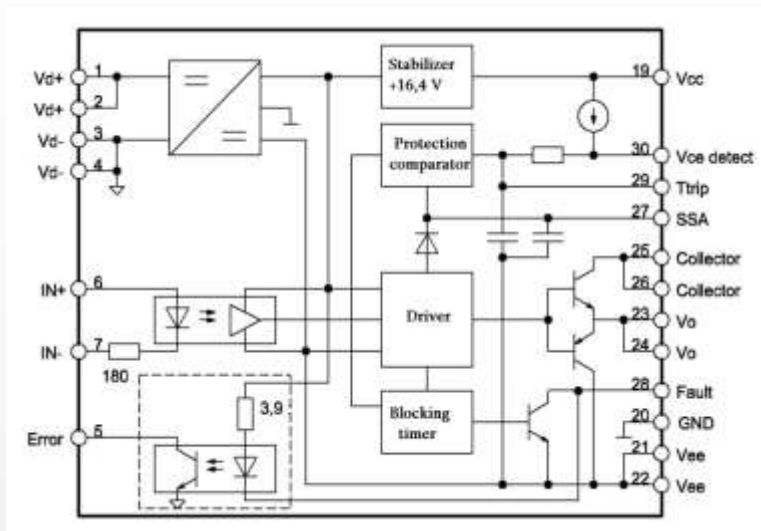 Vd+ 1
Vd+ 2
Vd- 3
Vd- 4
IN+ 6
IN- 7
180
Error 5
3,9
Stabilizer
+16,4 V
Protection
comparator
Driver
Blocking
timer
19 Vcc
30 Vce detect
29 Ttrip
27 SSA
25 Collector
26 Collector
23 Vo
24 Vo
28 Fault
20 GND
21 Vee
22 Vee